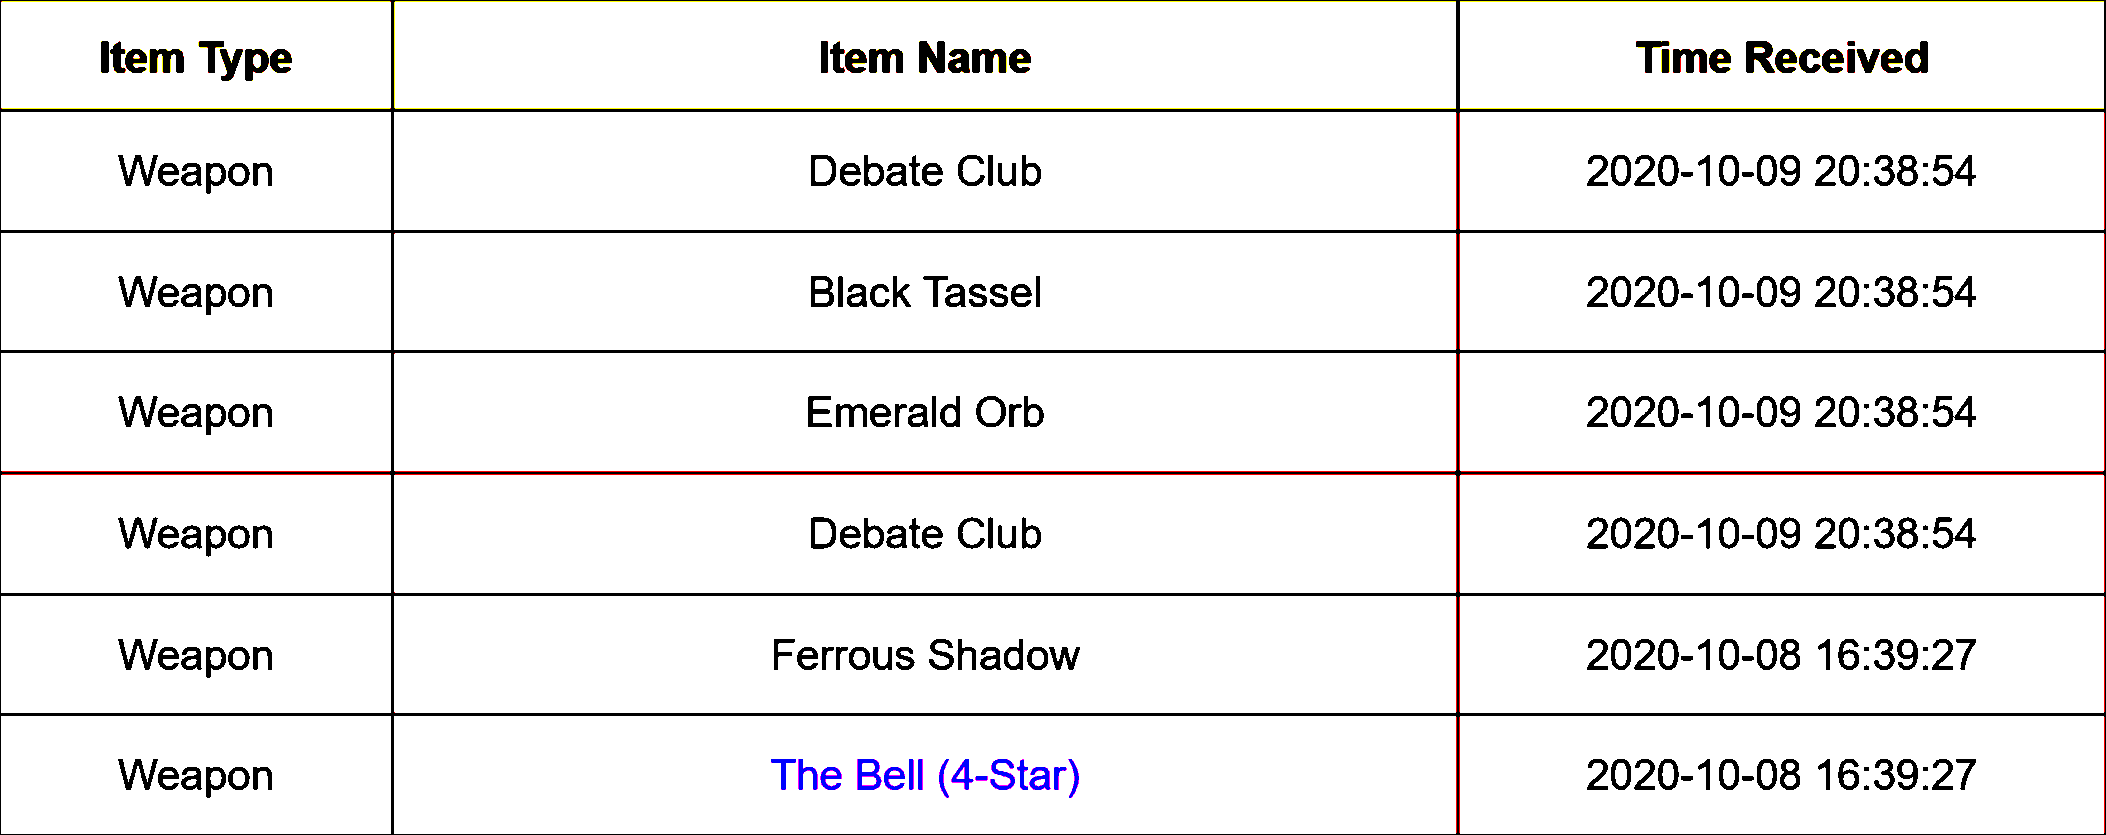 Item Type Item Name Time Received
Weapon Debate Club 2020-10-09 20:38:54
Weapon Black Tassel 2020-10-09 20:38:54
Weapon Emerald Orb 2020-10-09 20:38:54
Weapon Debate Club 2020-10-09 20:38:54
Weapon Ferrous Shadow 2020-10-08 16:39:27
Weapon The Bell (4-Star) 2020-10-08 16:39:27